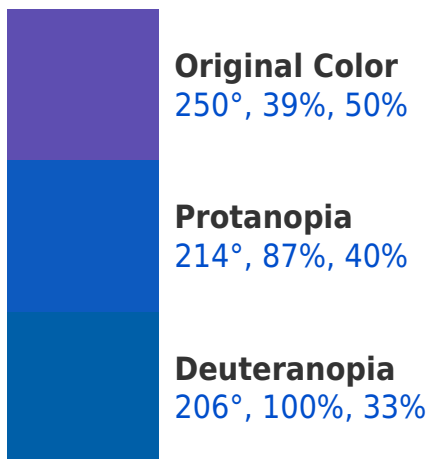 Original Color
250°, 39%, 50%
Protanopia
214°, 87%, 40%
Deuteranopia
206°, 100%, 33%